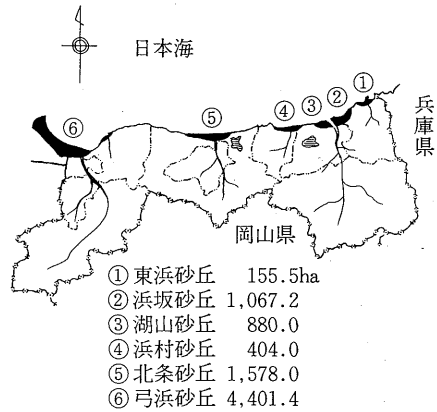 日本海
①
②
③
④
⑤
⑥
兵庫県
岡山県
①東浜砂丘 155.5ha
②浜坂砂丘 1,067.2
③湖山砂丘 880.0
④浜村砂丘 404.0
⑤北条砂丘 1,578.0
⑥弓浜砂丘 4,401.4